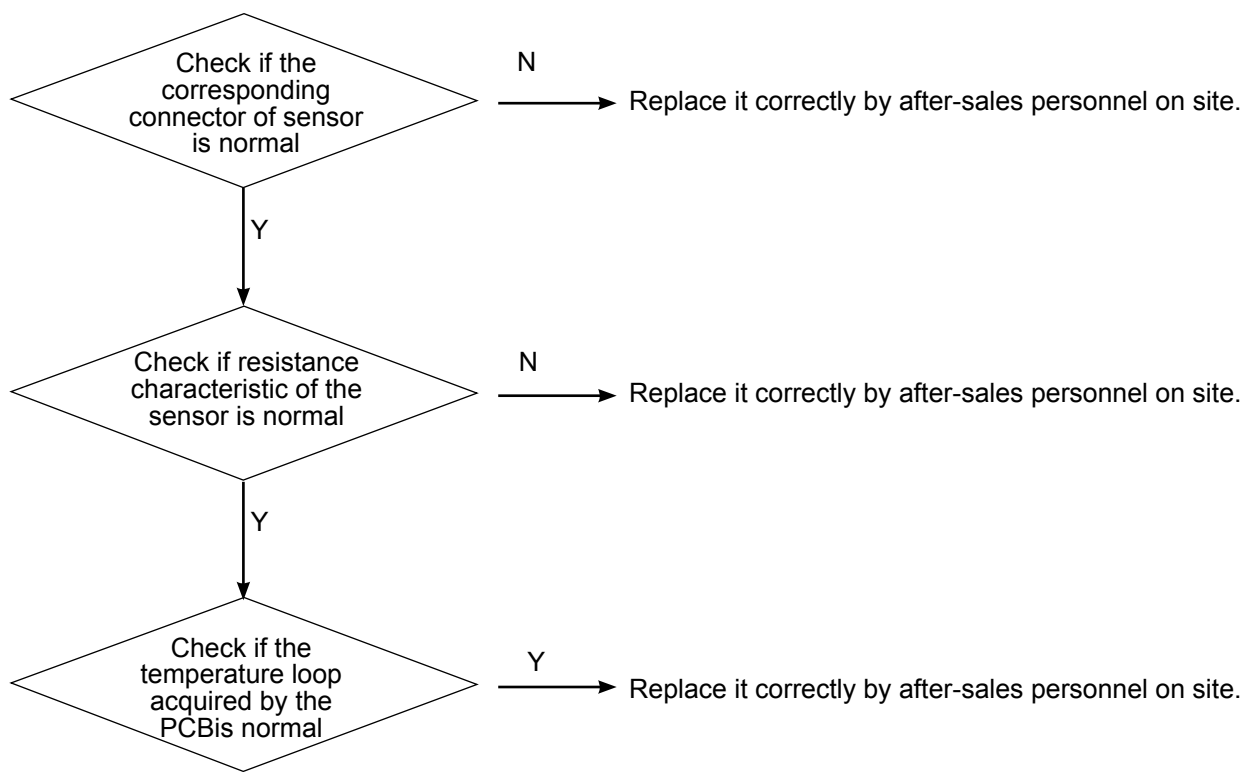 Check if the
corresponding
connector of sensor
is normal
N
Replace it correctly by after-sales personnel on site.
Y
Check if resistance
characteristic of the
sensor is normal
N
Replace it correctly by after-sales personnel on site.
Y
Check if the
temperature loop
acquired by the
PCBis normal
Y
Replace it correctly by after-sales personnel on site.